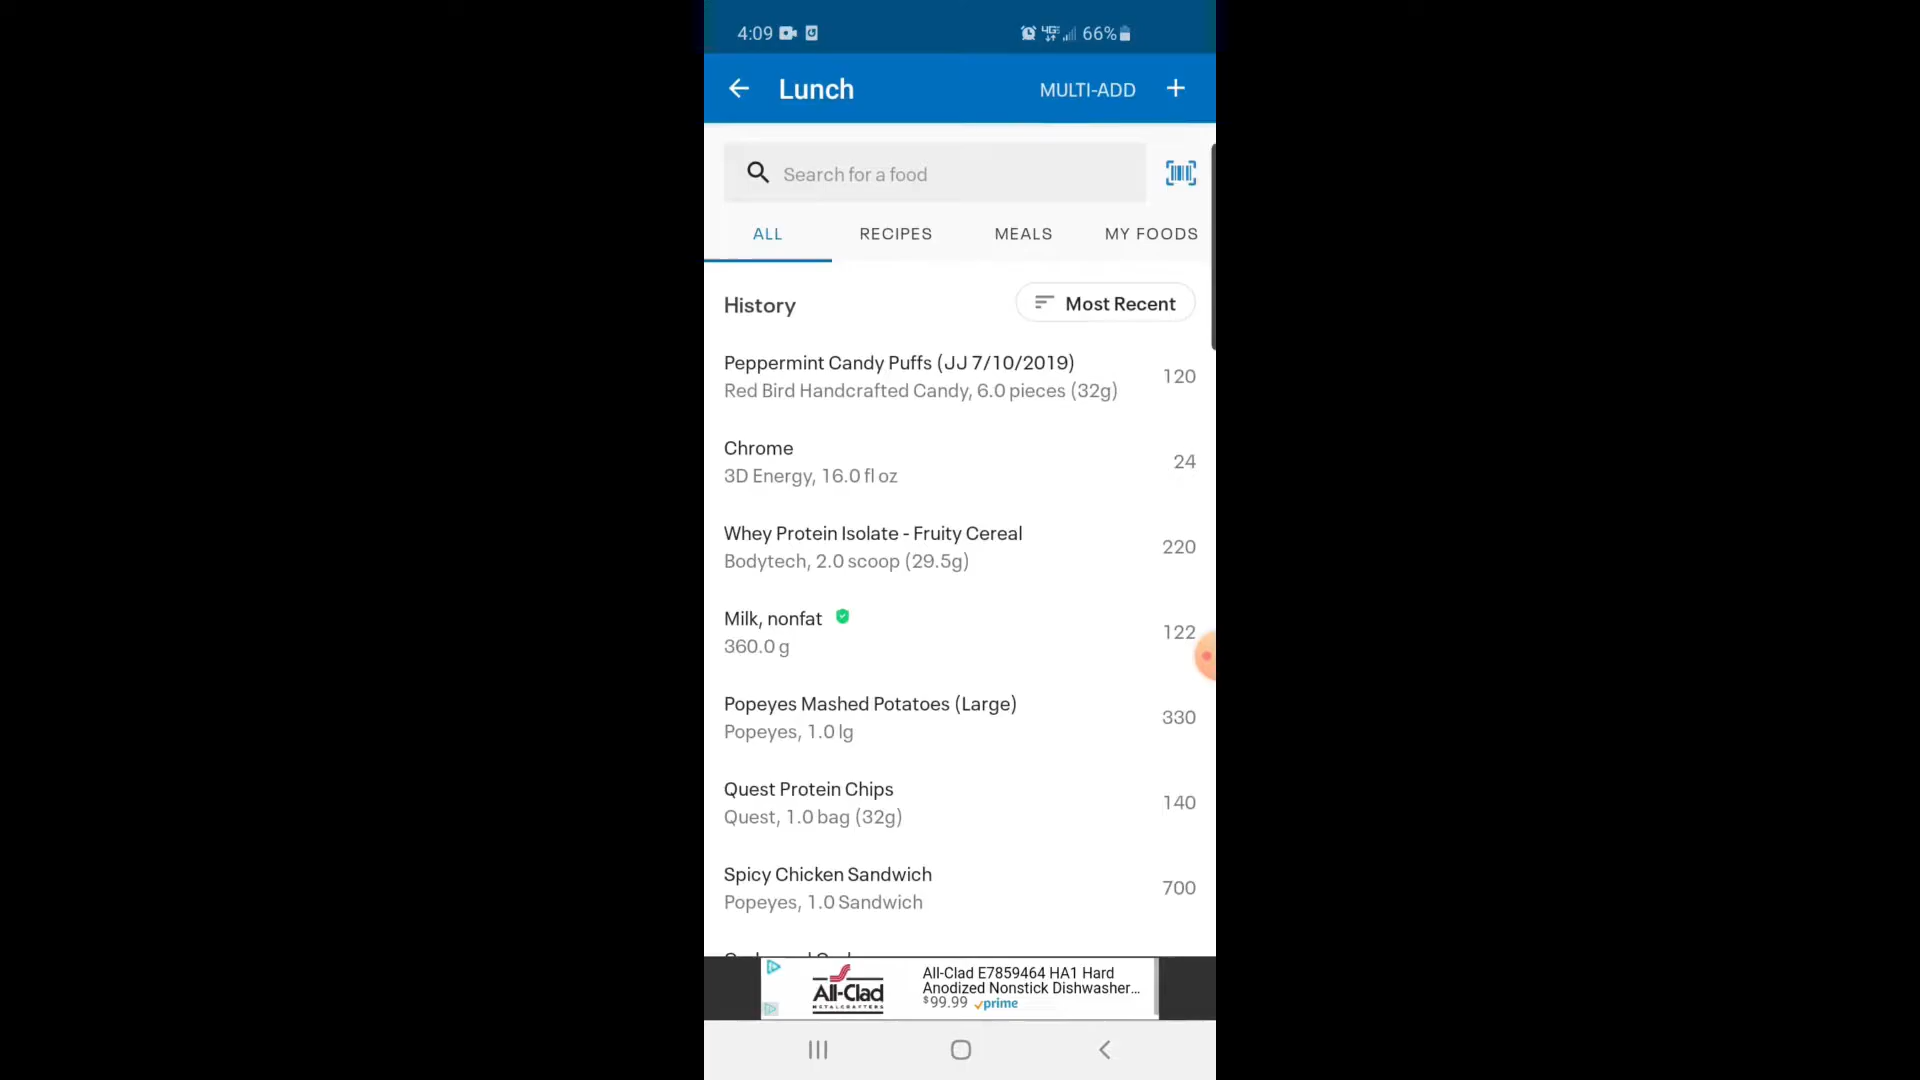 4:09 66%
Lunch MULTI-ADD +
Search for a food
ALL RECIPES MEALS MY FOODS
History Most Recent
Peppermint Candy Puffs (JJ 7/10/2019)
Red Bird Handcrafted Candy, 6.0 pieces (32g)
120
Chrome
3D Energy, 16.0 fl oz
24
Whey Protein Isolate - Fruity Cereal
Bodytech, 2.0 scoop (29.5g)
220
Milk, nonfat
360.0 g
122
Popeyes Mashed Potatoes (Large)
Popeyes, 1.0 lg
330
Quest Protein Chips
Quest, 1.0 bag (32g)
140
Spicy Chicken Sandwich
Popeyes, 1.0 Sandwich
700
All-Clad
METALCRAFTERS
All-Clad E7859464 HA1 Hard
Anodized Nonstick Dishwasher...
$99.99 prime